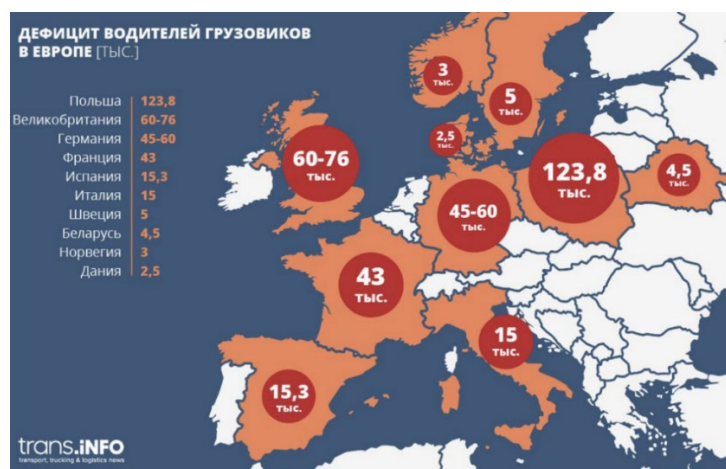 ДЕФИЦИТ ВОДИТЕЛЕЙ ГРУЗОВИКОВ
В ЕВРОПЕ [ТЫС.]
Польша 123,8
Великобритания 60-76
Германия 45-60
Франция 43
Испания 15,3
Италия 15
Швеция 5
Беларусь 4,5
Норвегия 3
Дания 2,5
3
тыс.
5
тыс.
2,5
тыс.
60-76
тыс.
123,8
тыс.
4,5
тыс.
45-60
тыс.
43
тыс.
15
тыс.
15,3
тыс.
trans.iNFO
transport, trucking & logistics news